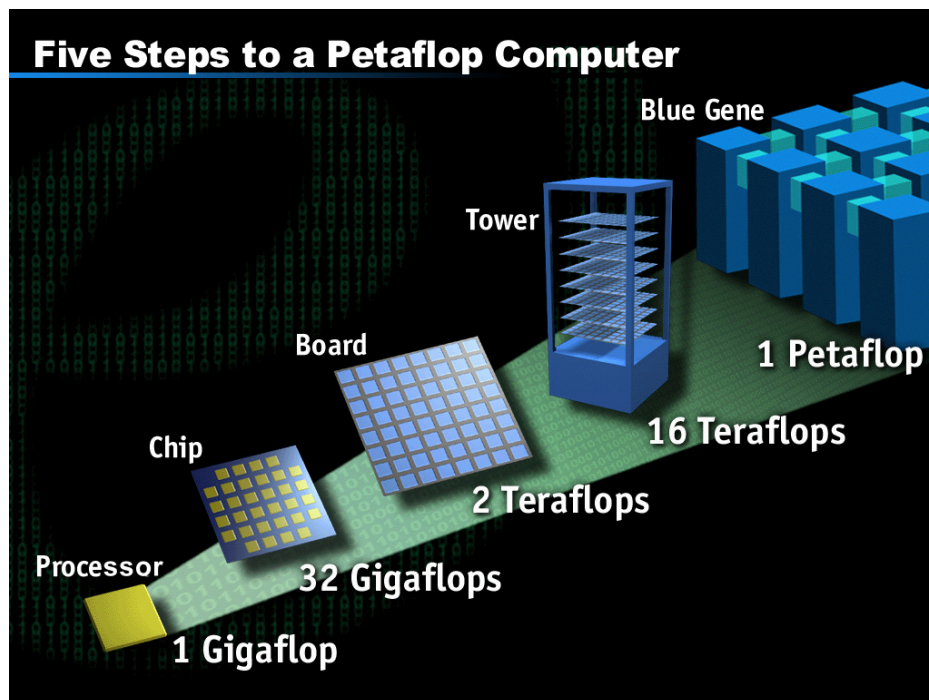 Five Steps to a Petaflop Computer
Blue Gene
Tower
1 Petaflop
Board
16 Teraflops
Chip
2 Teraflops
Processor
32 Gigaflops
1 Gigaflop